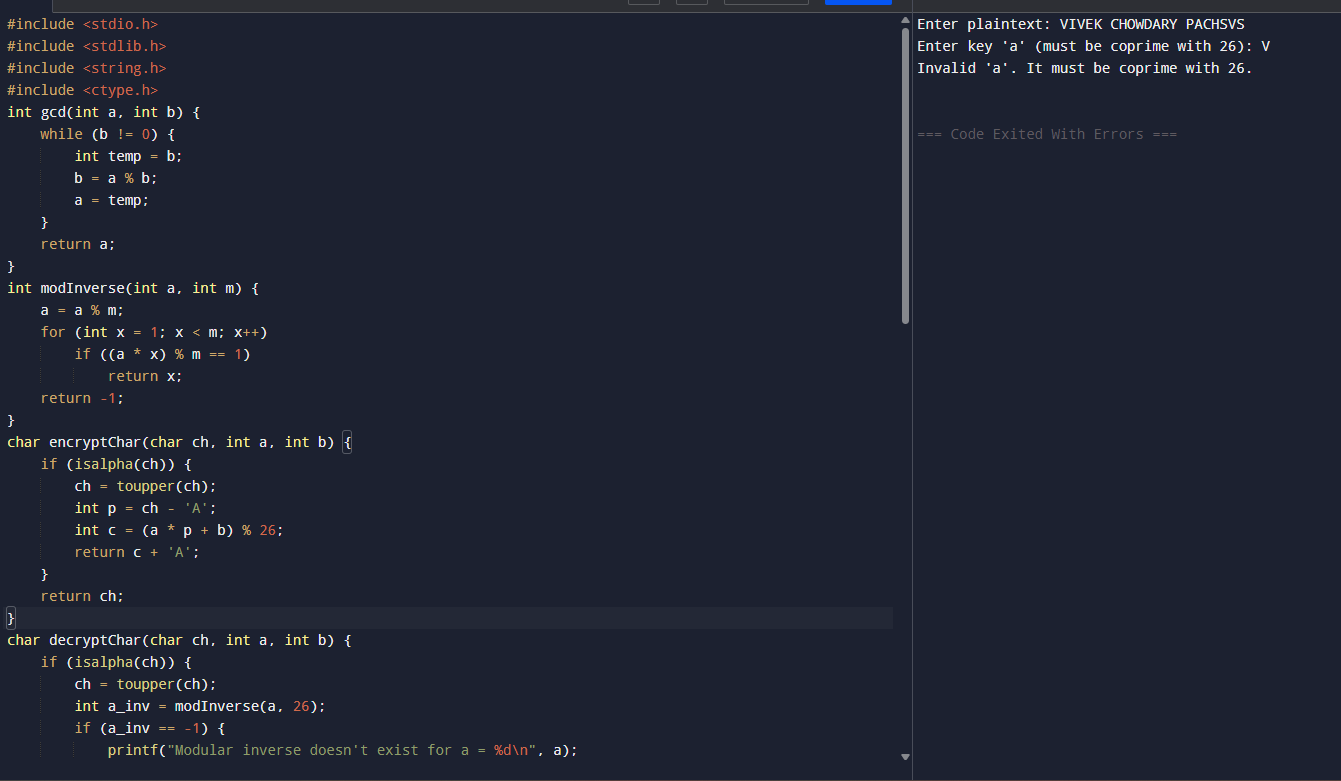 #include <stdio.h>
#include <stdlib.h>
#include <string.h>
#include <ctype.h>
int gcd(int a, int b) {
    while (b != 0) {
        int temp = b;
        b = a % b;
        a = temp;
    }
    return a;
}
int modInverse(int a, int m) {
    a = a % m;
    for (int x = 1; x < m; x++)
        if ((a * x) % m == 1)
            return x;
    return -1;
}
char encryptChar(char ch, int a, int b) {
    if (isalpha(ch)) {
        ch = toupper(ch);
        int p = ch - 'A';
        int c = (a * p + b) % 26;
        return c + 'A';
    }
    return ch;
}
char decryptChar(char ch, int a, int b) {
    if (isalpha(ch)) {
        ch = toupper(ch);
        int a_inv = modInverse(a, 26);
        if (a_inv == -1) {
            printf("Modular inverse doesn't exist for a = %d\n", a);
Enter plaintext: VIVEK CHOWDARY PACHSVS
Enter key 'a' (must be coprime with 26): V
Invalid 'a'. It must be coprime with 26.
=== Code Exited With Errors ===